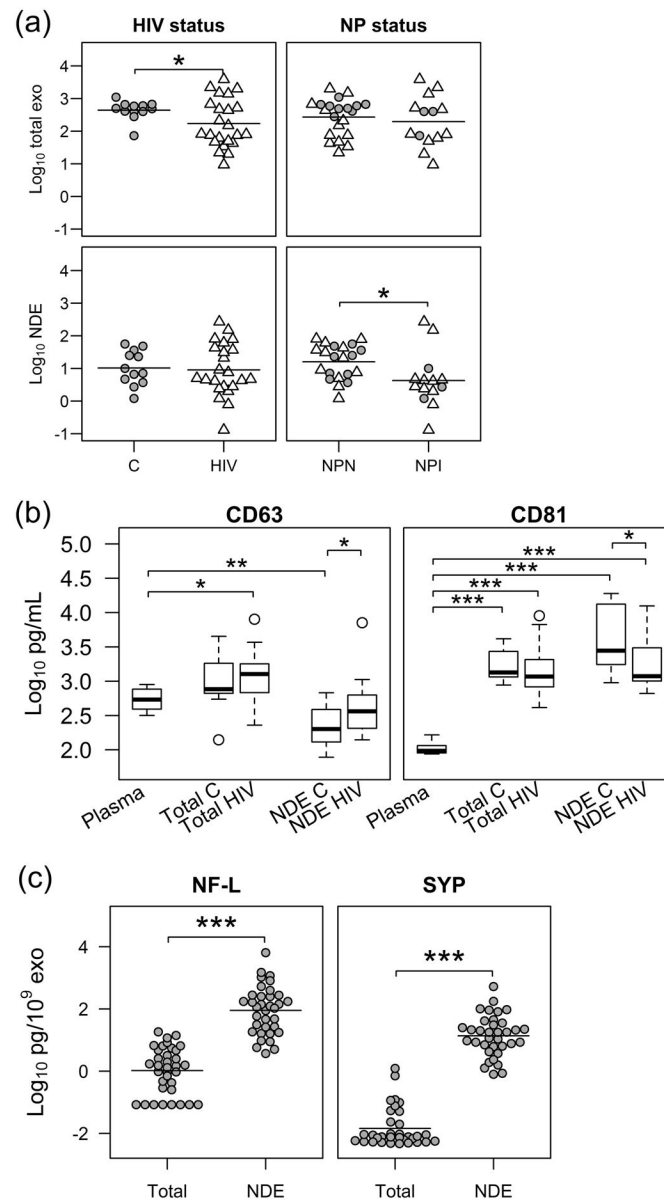 (a)
HIV status
NP status
Log10 total exo
4
3
2
1
0
-1
*
Log10 NDE
4
3
2
1
0
-1
*
C
HIV
NPN
NPI
(b)
CD63
CD81
Log10 pg/mL
5.0
4.5
4.0
3.5
3.0
2.5
2.0
*
**
*
*
***
***
***
***
Plasma
Total C
Total HIV
NDE C
NDE HIV
Plasma
Total C
Total HIV
NDE C
NDE HIV
(c)
NF-L
SYP
Log10 pg/10^9 exo
4
2
0
-2
***
***
Total
NDE
Total
NDE